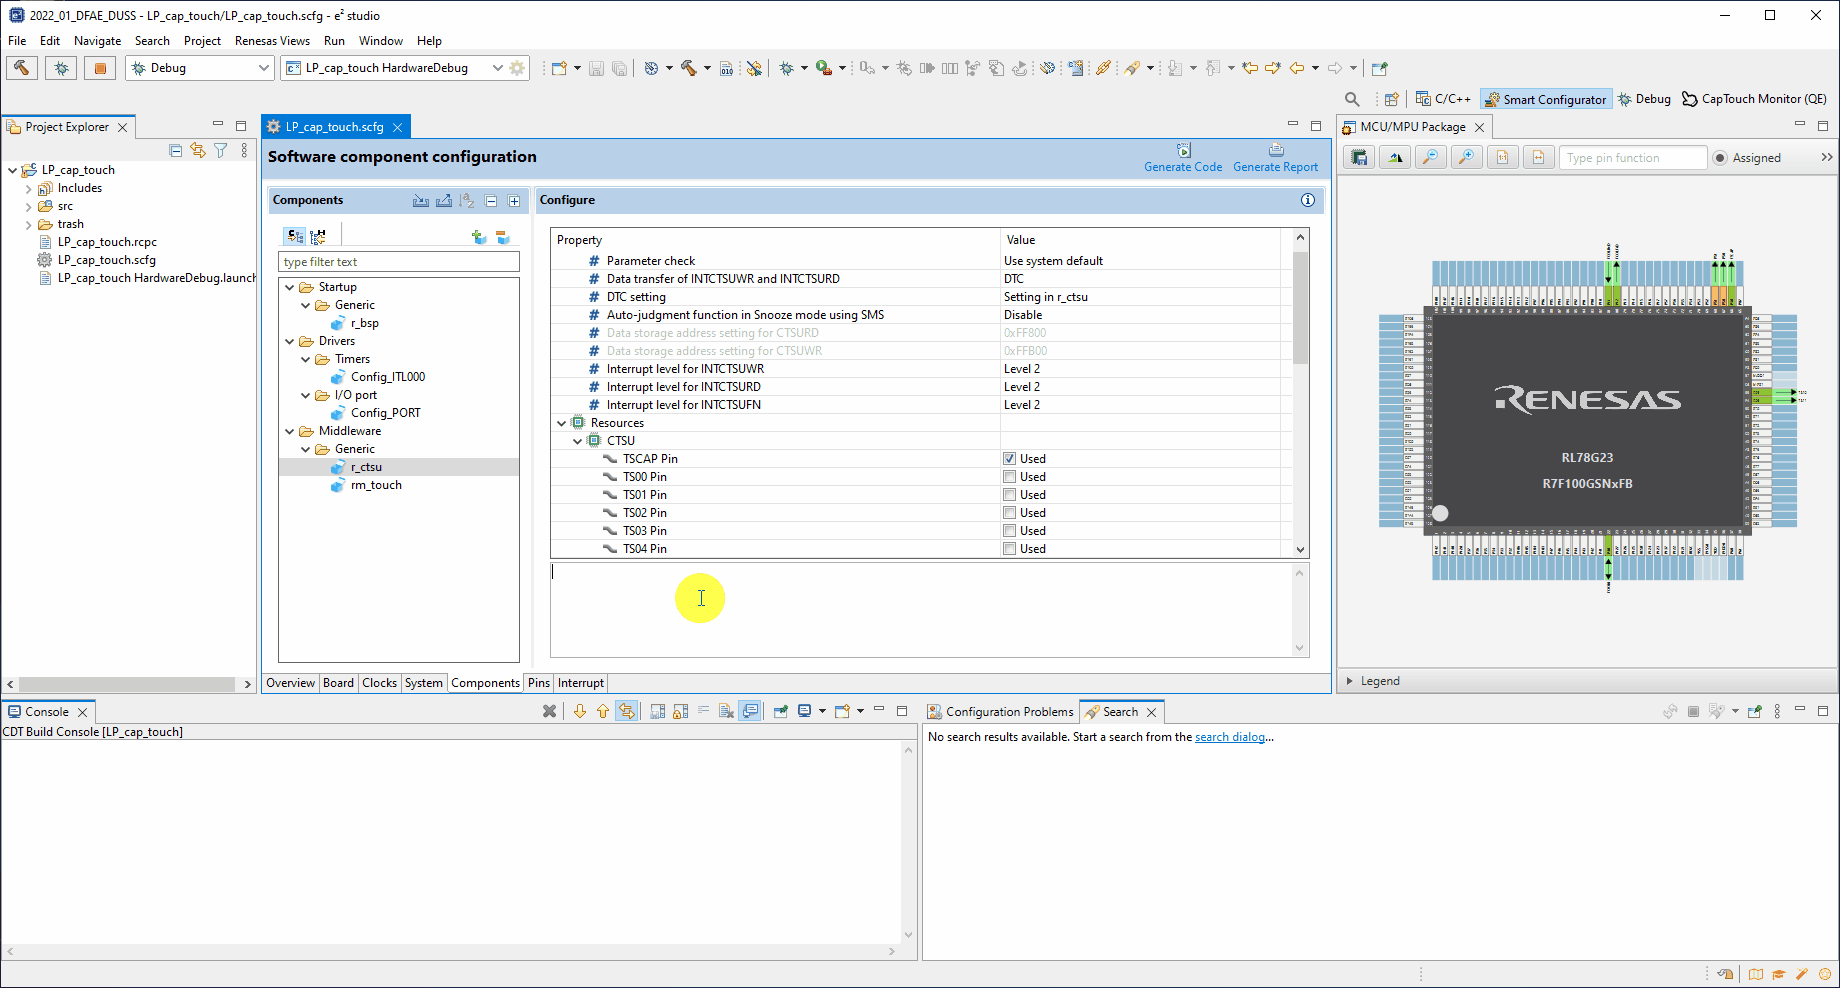 2022_01_DFAE_DUSS - LP_cap_touch/LP_cap_touch.scfg - e² studio
File Edit Navigate Search Project Renesas Views Run Window Help
Debug LP_cap_touch HardwareDebug
C/C++ Smart Configurator Debug CapTouch Monitor (QE)
Project Explorer
LP_cap_touch
Includes
src
trash
LP_cap_touch.rcpc
LP_cap_touch.scfg
LP_cap_touch HardwareDebug.launch
LP_cap_touch.scfg
Software component configuration
Generate Code Generate Report
Components
type filter text
Startup
Generic
r_bsp
Drivers
Timers
Config_ITL000
I/O port
Config_PORT
Middleware
Generic
r_ctsu
rm_touch
Configure
Property Value
# Parameter check Use system default
# Data transfer of INTCTSUWR and INTCTSURD DTC
# DTC setting Setting in r_ctsu
# Auto-judgment function in Snooze mode using SMS Disable
# Data storage address setting for CTSURD 0xFF800
# Data storage address setting for CTSUWR 0xFFB00
# Interrupt level for INTCTSUWR Level 2
# Interrupt level for INTCTSURD Level 2
# Interrupt level for INTCTSUFN Level 2
Resources
CTSU
TSCAP Pin Used
TS00 Pin Used
TS01 Pin Used
TS02 Pin Used
TS03 Pin Used
TS04 Pin Used
Overview Board Clocks System Components Pins Interrupt
MCU/MPU Package
Type pin function Assigned
RENESAS
RL78G23
R7F100GSNxFB
Legend
Console
CDT Build Console [LP_cap_touch]
Configuration Problems Search
No search results available. Start a search from the search dialog...